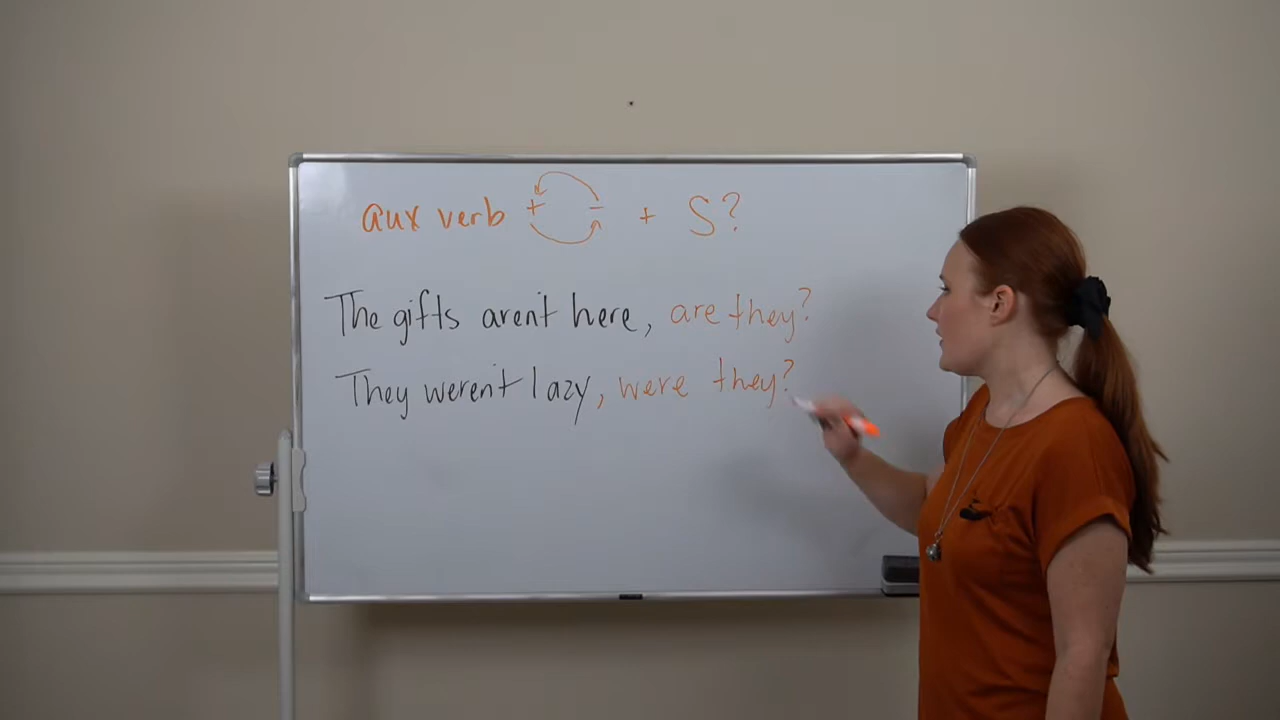 aux verb + - + S?
The gifts aren't here, are they?
They weren't lazy, were they?